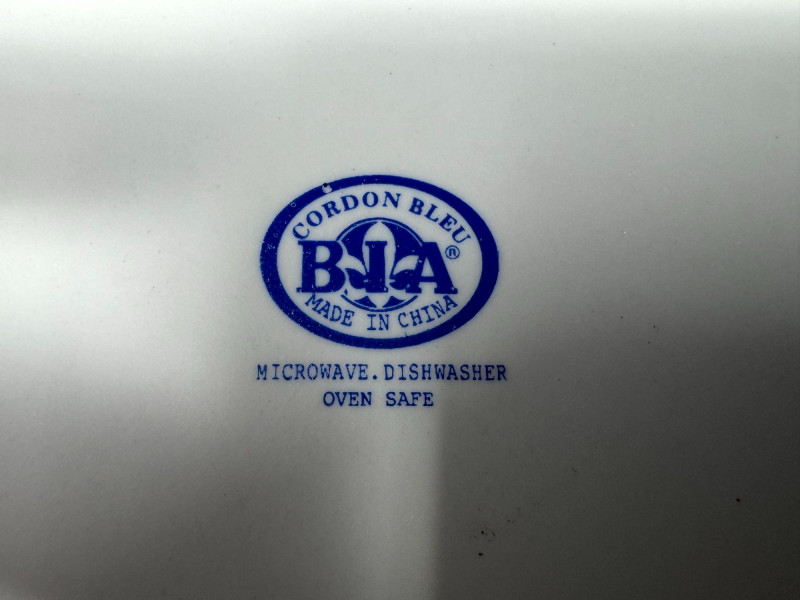 CORDON BLEU
BIA®
MADE IN CHINA
MICROWAVE.DISHWASHER
OVEN SAFE